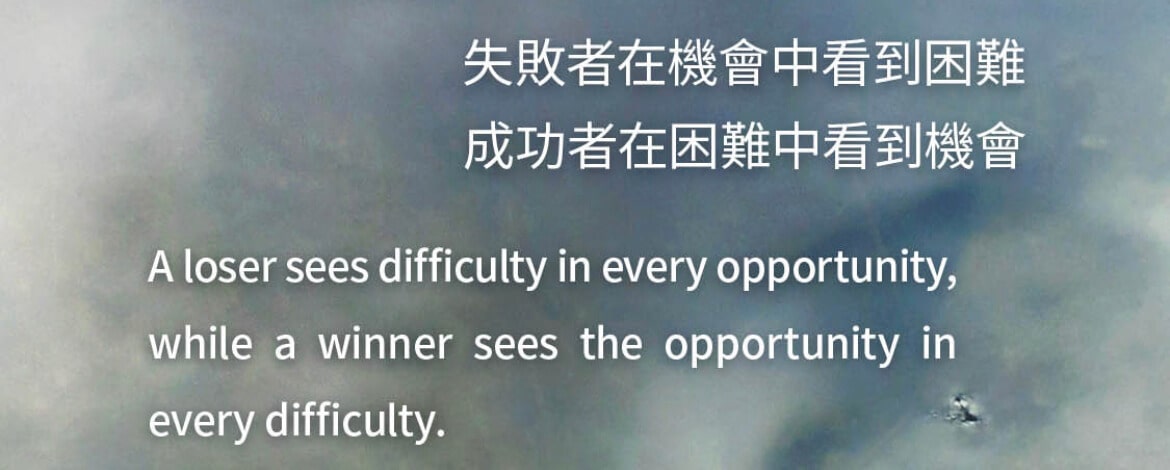 失敗者在機會中看到困難
成功者在困難中看到機會
A loser sees difficulty in every opportunity,
while a winner sees the opportunity in
every difficulty.